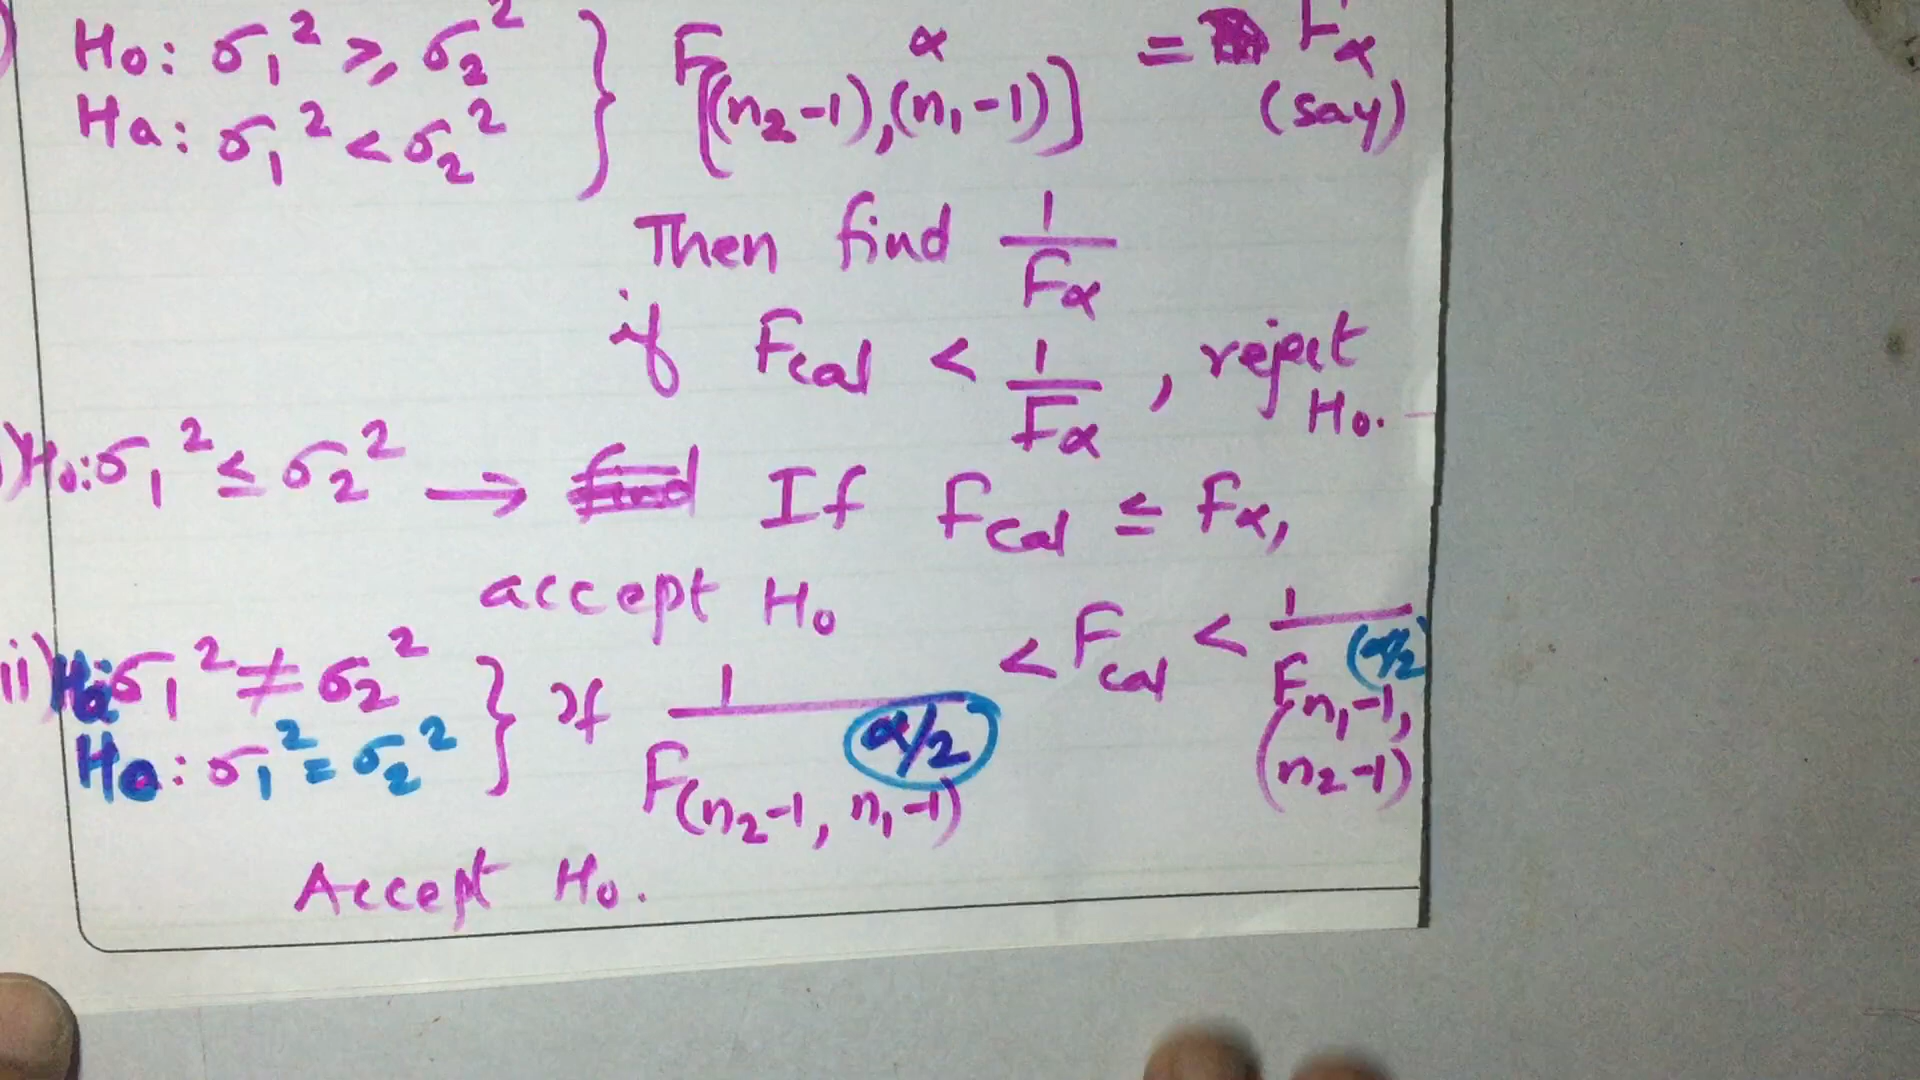 H₀: σ₁² ≥ σ₂² } F^α [(n₂-1),(n₁-1)] = Fα (say)
Ha: σ₁² < σ₂²
Then find 1/Fα
if Fcal < 1/Fα, reject H₀.
)H₀: σ₁² ≤ σ₂² → find If Fcal ≤ Fα,
accept H₀
ii) σ₁² ≠ σ₂² } If 1/F(n₂-1, n₁-1)(α/2) < Fcal < 1/F n₁-1, (n₂-1) (α/2)
σ₁² = σ₂²
Accept H₀.